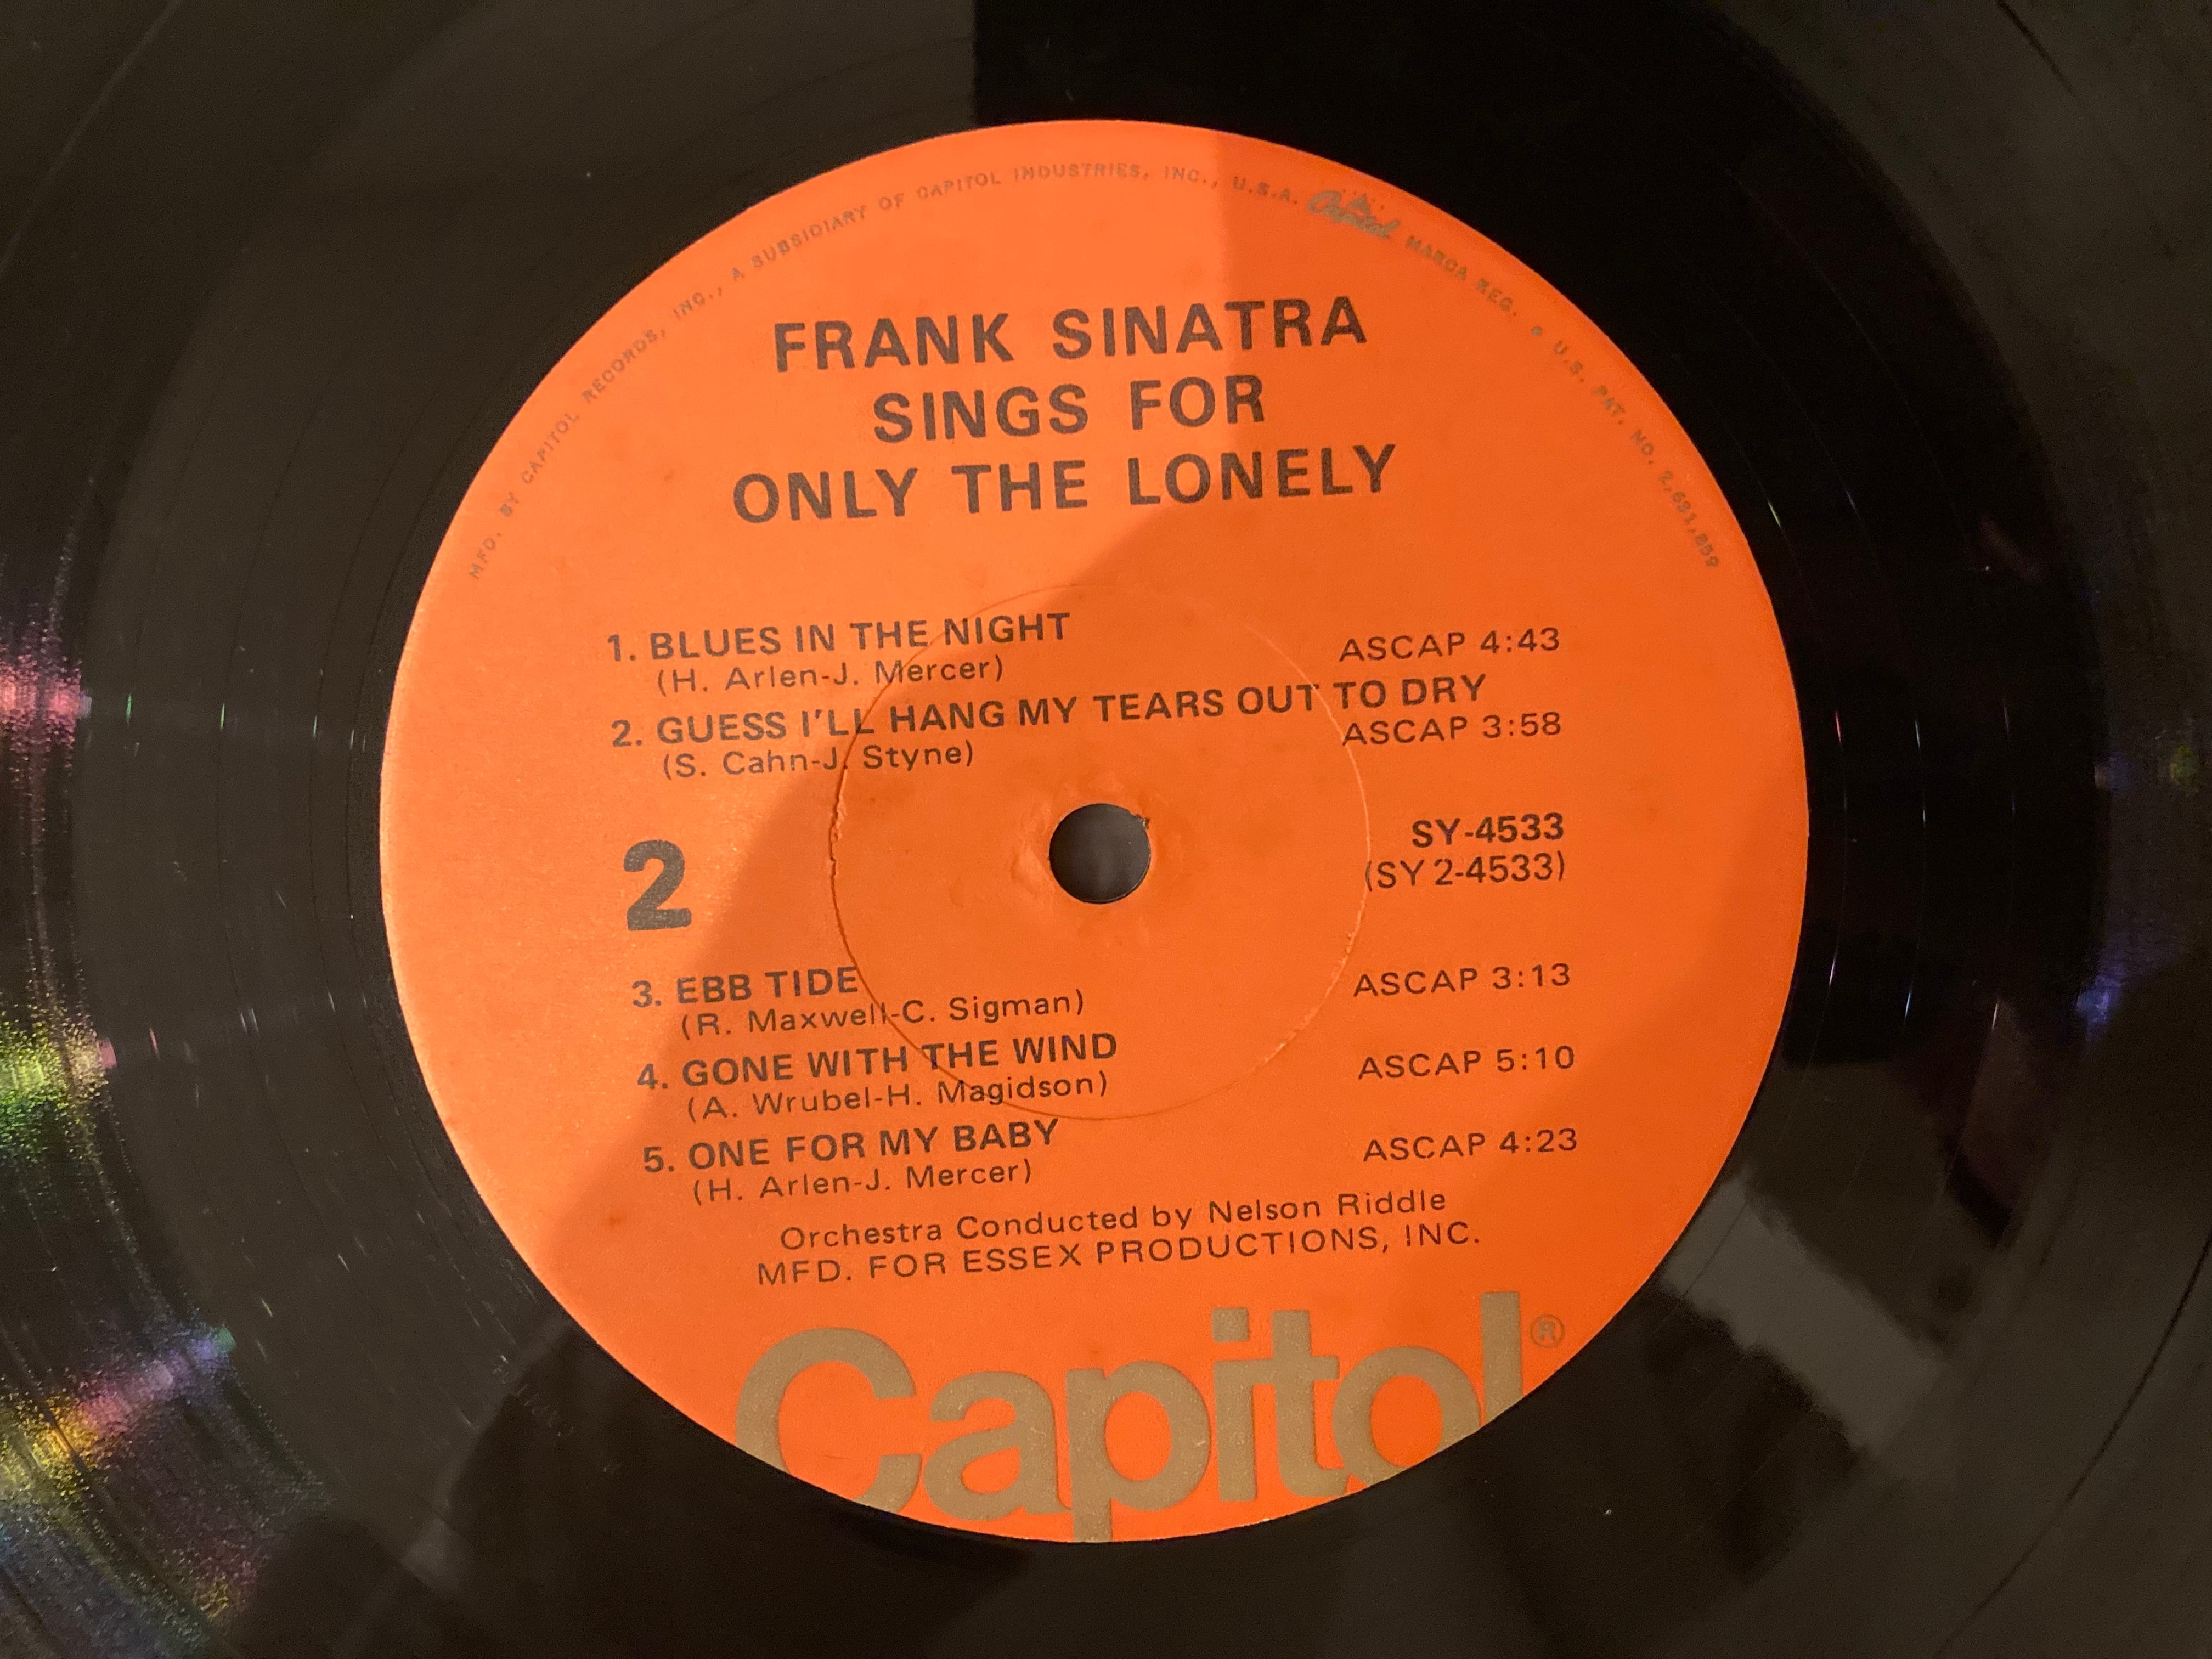 MFD. BY CAPITOL RECORDS, INC., A SUBSIDIARY OF CAPITOL INDUSTRIES, INC., U.S.A. Capitol MARCA REG. • U.S. PAT. NO. 2,691,859
FRANK SINATRA
SINGS FOR
ONLY THE LONELY
1. BLUES IN THE NIGHT ASCAP 4:43
(H. Arlen-J. Mercer)
2. GUESS I'LL HANG MY TEARS OUT TO DRY
(S. Cahn-J. Styne) ASCAP 3:58
2
SY-4533
(SY 2-4533)
3. EBB TIDE ASCAP 3:13
(R. Maxwell-C. Sigman)
4. GONE WITH THE WIND ASCAP 5:10
(A. Wrubel-H. Magidson)
5. ONE FOR MY BABY ASCAP 4:23
(H. Arlen-J. Mercer)
Orchestra Conducted by Nelson Riddle
MFD. FOR ESSEX PRODUCTIONS, INC.
Capitol®